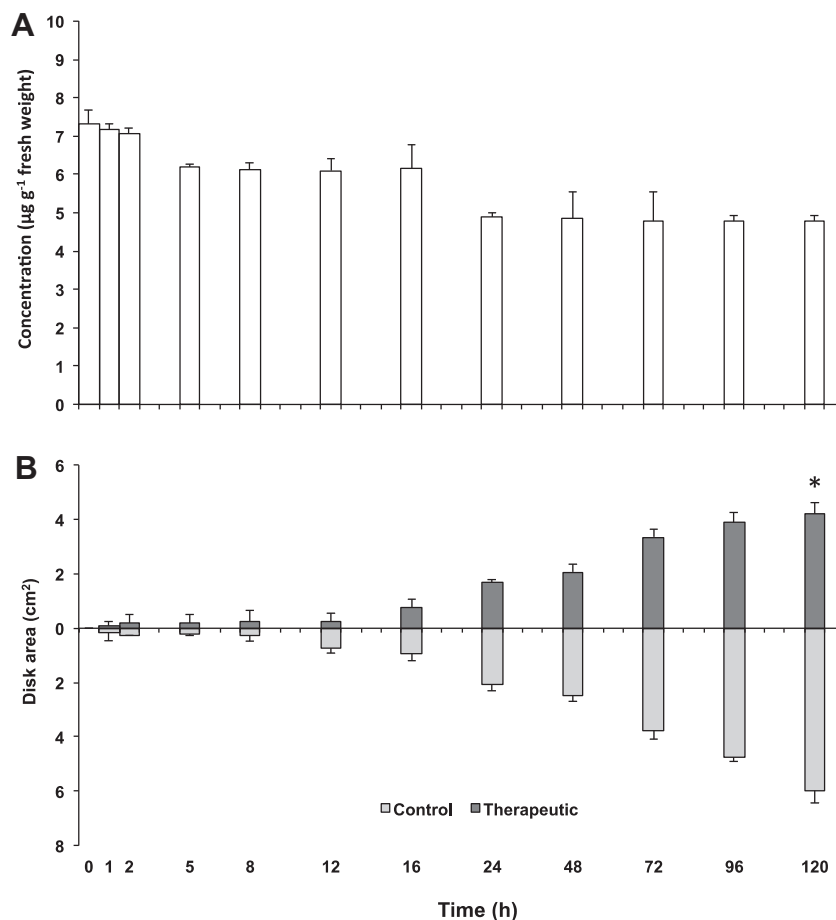 A
Concentration (µg g⁻¹ fresh weight)
10
9
8
7
6
5
4
3
2
1
0
B
Disk area (cm²)
6
4
2
0
2
4
6
8
*
Control Therapeutic
0 1 2 5 8 12 16 24 48 72 96 120
Time (h)